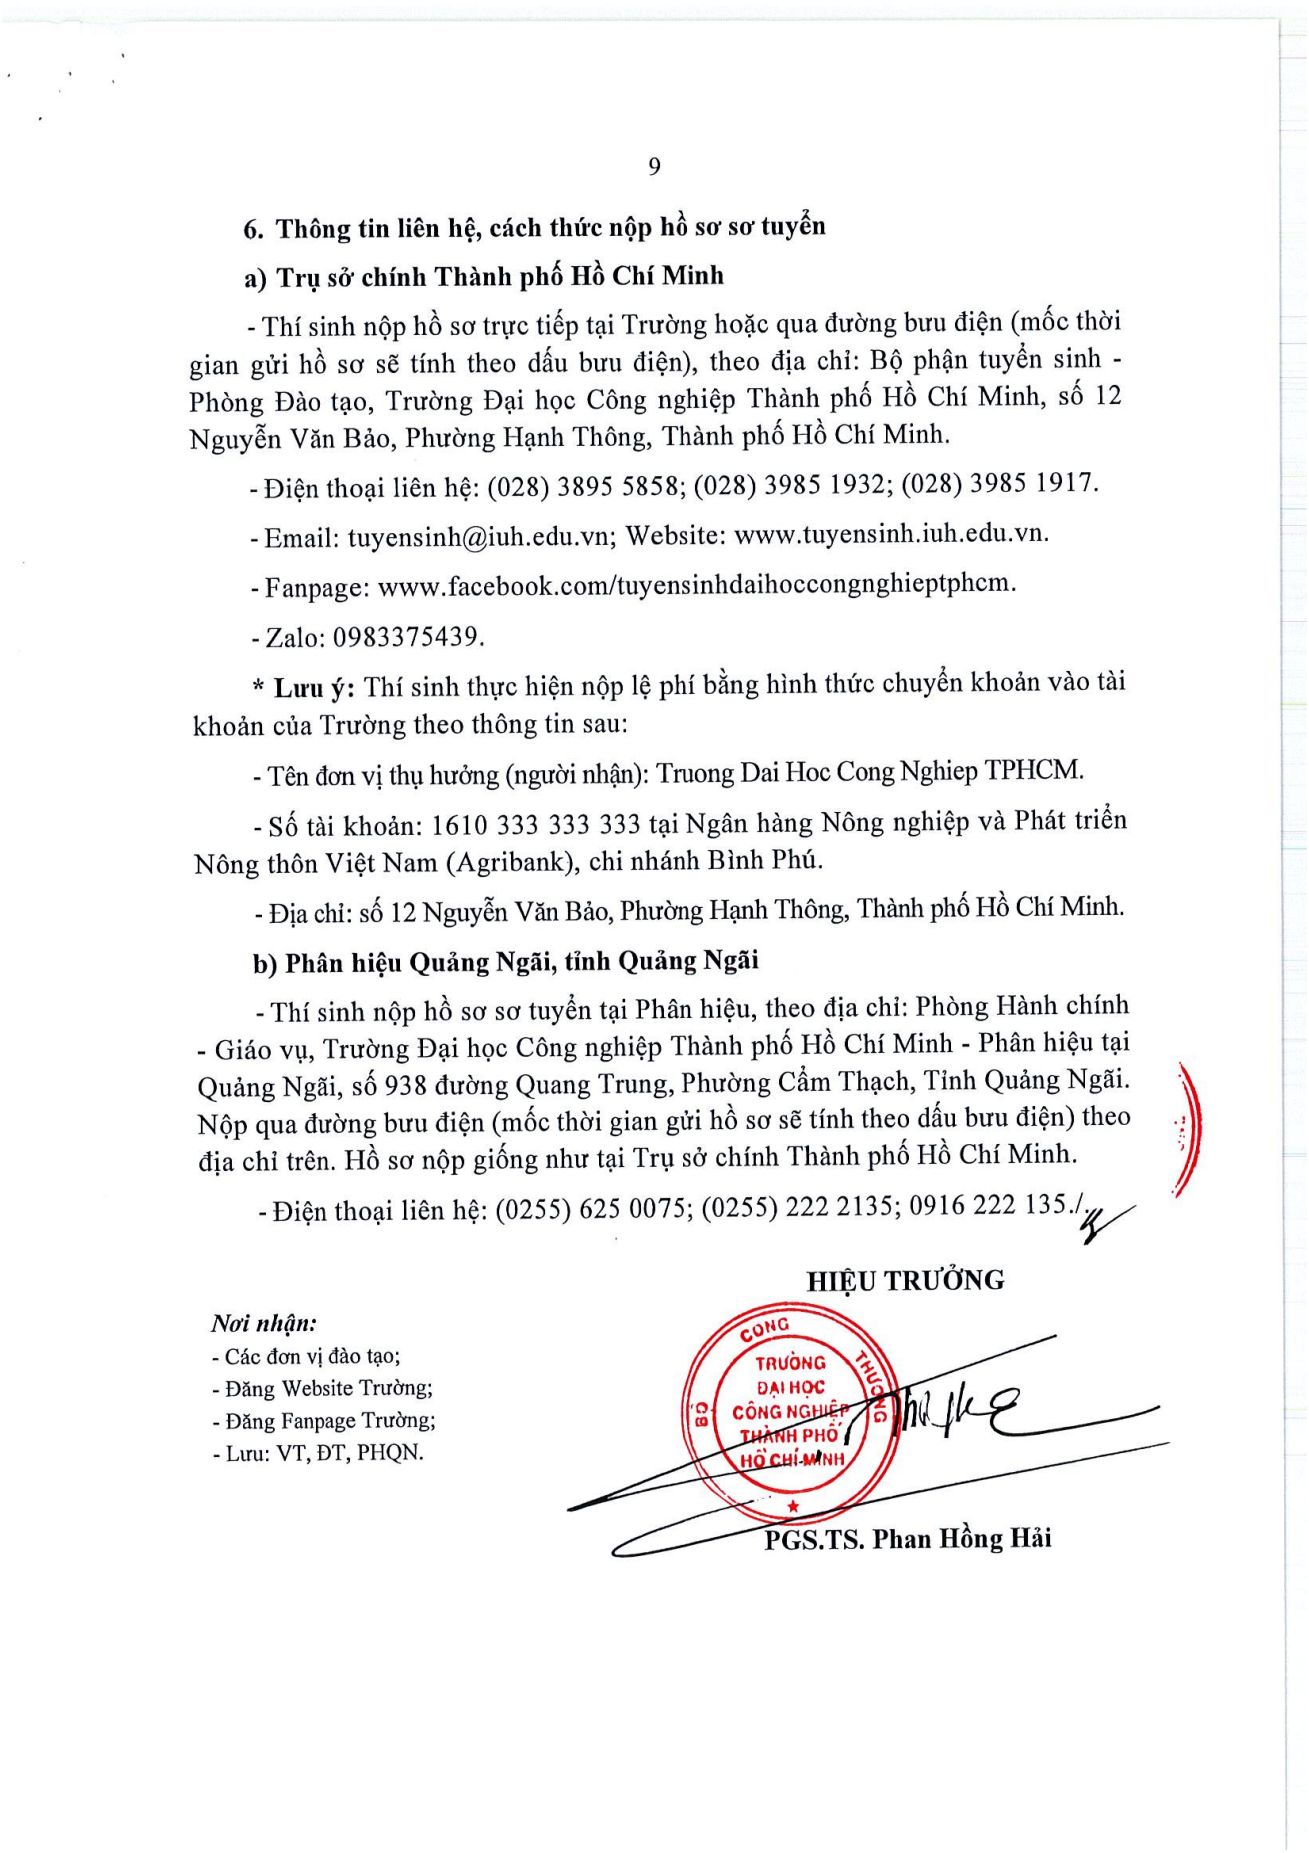 9
6. Thông tin liên hệ, cách thức nộp hồ sơ sơ tuyển
a) Trụ sở chính Thành phố Hồ Chí Minh
- Thí sinh nộp hồ sơ trực tiếp tại Trường hoặc qua đường bưu điện (mốc thời
gian gửi hồ sơ sẽ tính theo dấu bưu điện), theo địa chỉ: Bộ phận tuyển sinh -
Phòng Đào tạo, Trường Đại học Công nghiệp Thành phố Hồ Chí Minh, số 12
Nguyễn Văn Bảo, Phường Hạnh Thông, Thành phố Hồ Chí Minh.
- Điện thoại liên hệ: (028) 3895 5858; (028) 3985 1932; (028) 3985 1917.
- Email: tuyensinh@iuh.edu.vn; Website: www.tuyensinh.iuh.edu.vn.
- Fanpage: www.facebook.com/tuyensinhdaihoccongnghieptphcm.
- Zalo: 0983375439.
* Lưu ý: Thí sinh thực hiện nộp lệ phí bằng hình thức chuyển khoản vào tài
khoản của Trường theo thông tin sau:
- Tên đơn vị thụ hưởng (người nhận): Truong Dai Hoc Cong Nghiep TPHCM.
- Số tài khoản: 1610 333 333 333 tại Ngân hàng Nông nghiệp và Phát triển
Nông thôn Việt Nam (Agribank), chi nhánh Bình Phú.
- Địa chỉ: số 12 Nguyễn Văn Bảo, Phường Hạnh Thông, Thành phố Hồ Chí Minh.
b) Phân hiệu Quảng Ngãi, tỉnh Quảng Ngãi
- Thí sinh nộp hồ sơ sơ tuyển tại Phân hiệu, theo địa chỉ: Phòng Hành chính
- Giáo vụ, Trường Đại học Công nghiệp Thành phố Hồ Chí Minh - Phân hiệu tại
Quảng Ngãi, số 938 đường Quang Trung, Phường Cẩm Thạch, Tỉnh Quảng Ngãi.
Nộp qua đường bưu điện (mốc thời gian gửi hồ sơ sẽ tính theo dấu bưu điện) theo
địa chỉ trên. Hồ sơ nộp giống như tại Trụ sở chính Thành phố Hồ Chí Minh.
- Điện thoại liên hệ: (0255) 625 0075; (0255) 222 2135; 0916 222 135./.
HIỆU TRƯỞNG
Nơi nhận:
- Các đơn vị đào tạo;
- Đăng Website Trường;
- Đăng Fanpage Trường;
- Lưu: VT, ĐT, PHQN.
BỘ CÔNG THƯƠNG
TRƯỜNG
ĐẠI HỌC
CÔNG NGHIỆP
THÀNH PHỐ
HỒ CHÍ MINH
PGS.TS. Phan Hồng Hải